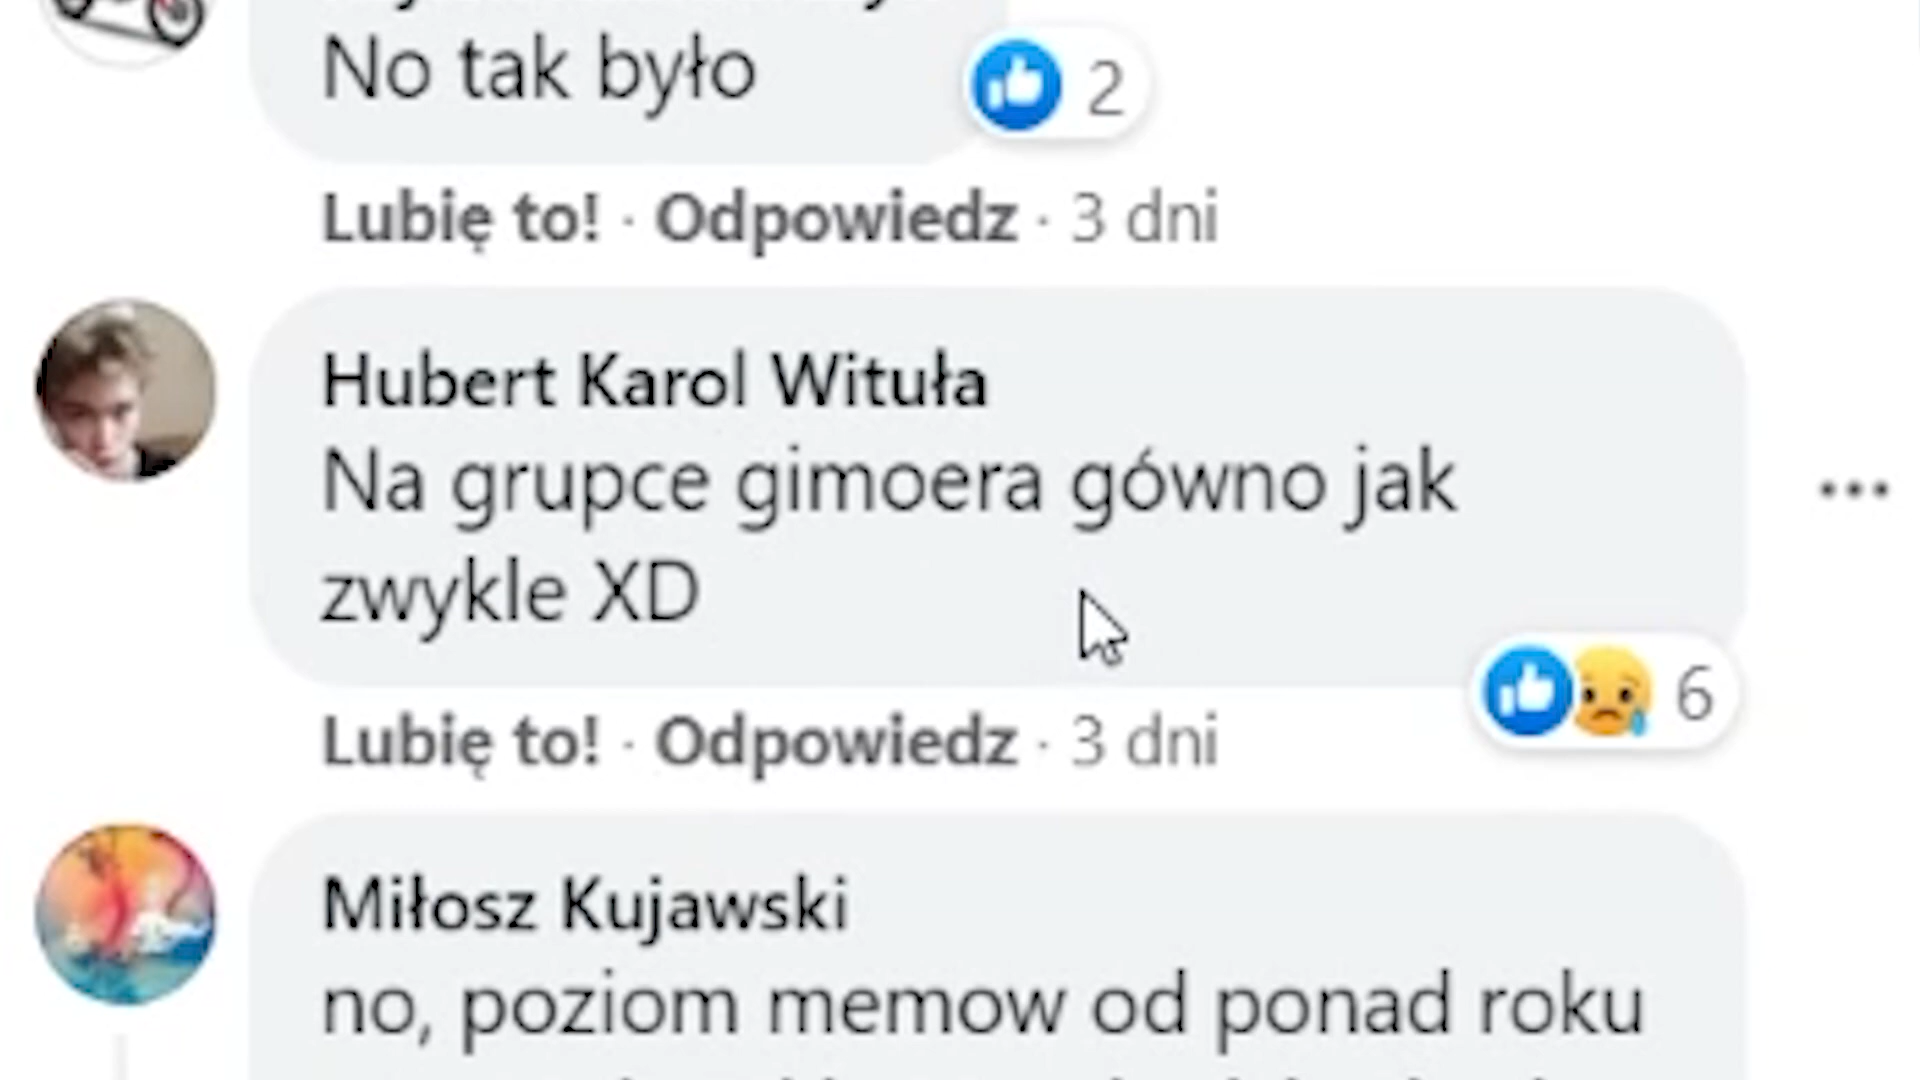 No tak było
2
Lubię to! · Odpowiedz · 3 dni
Hubert Karol Wituła
Na grupce gimoera gówno jak
zwykle XD
6
Lubię to! · Odpowiedz · 3 dni
Miłosz Kujawski
no, poziom memow od ponad roku